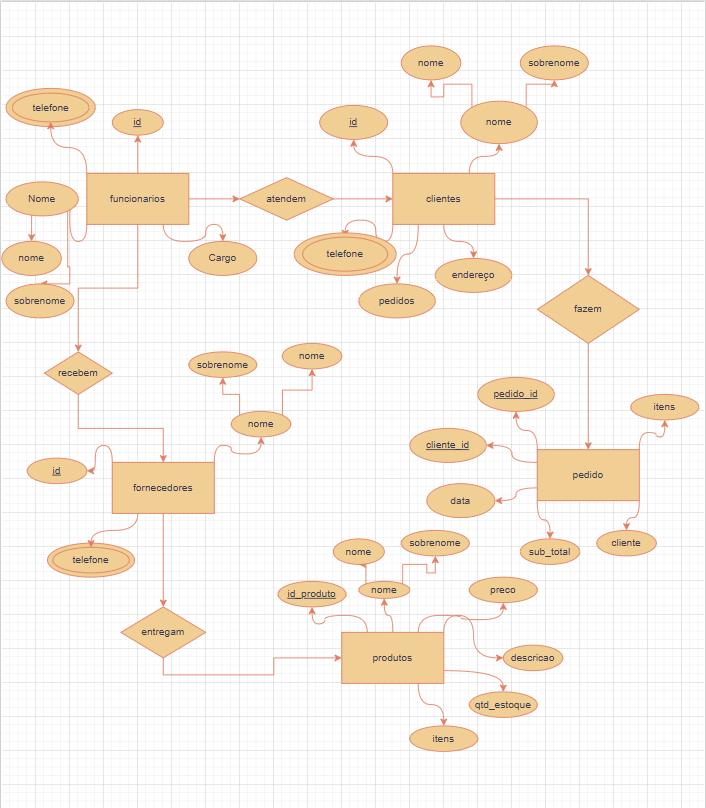 nome
sobrenome
telefone
id
id
nome
Nome
funcionarios
atendem
clientes
nome
Cargo
telefone
endereço
sobrenome
pedidos
fazem
nome
sobrenome
recebem
pedido_id
itens
nome
cliente_id
id
fornecedores
pedido
data
sobrenome
cliente
nome
sub_total
telefone
id_produto
nome
preco
entregam
produtos
descricao
qtd_estoque
itens